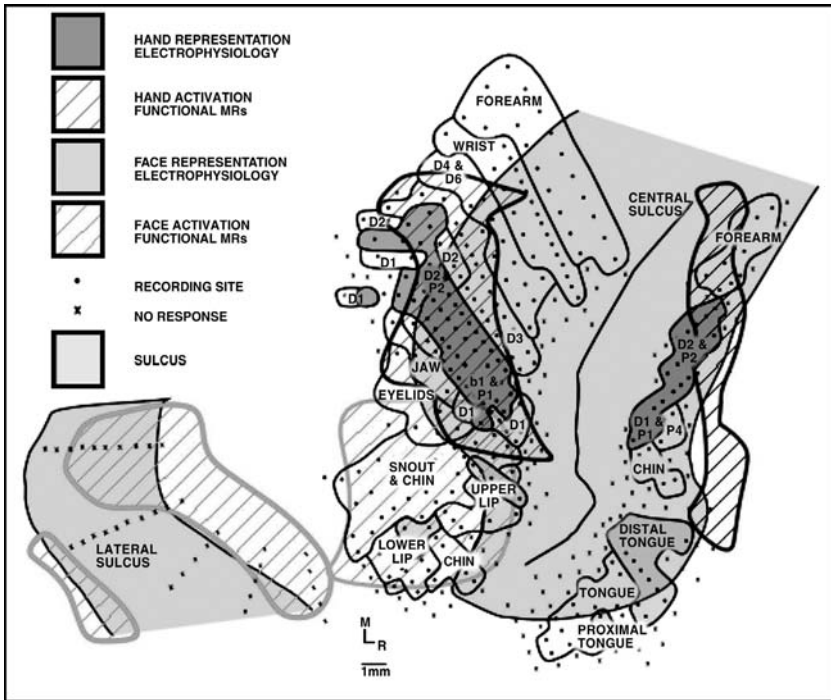 HAND REPRESENTATION
ELECTROPHYSIOLOGY
HAND ACTIVATION
FUNCTIONAL MRs
FACE REPRESENTATION
ELECTROPHYSIOLOGY
FACE ACTIVATION
FUNCTIONAL MRs
RECORDING SITE
NO RESPONSE
SULCUS
FOREARM
WRIST
D4 &
D6
CENTRAL
SULCUS
FOREARM
D2
D1
D1
D2
D2
P2
D3
D2 &
P2
JAW
EYELIDS
b1 &
P1
D1
D1
D1 &
P1
P4
CHIN
SNOUT
& CHIN
UPPER
LIP
LOWER
LIP
CHIN
DISTAL
TONGUE
TONGUE
PROXIMAL
TONGUE
LATERAL
SULCUS
M
R
1mm